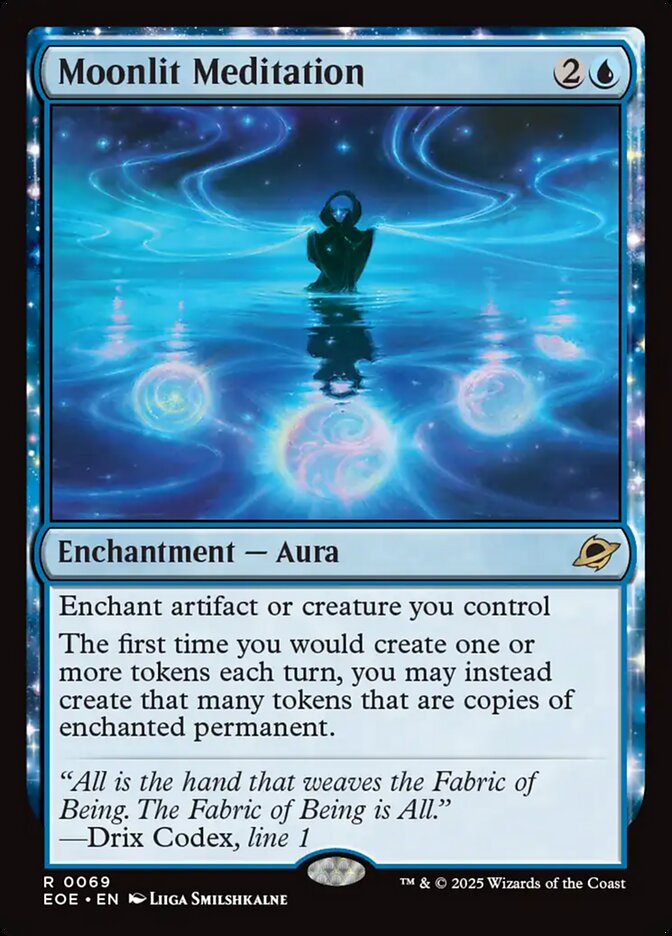 Moonlit Meditation 2
Enchantment — Aura
Enchant artifact or creature you control
The first time you would create one or
more tokens each turn, you may instead
create that many tokens that are copies of
enchanted permanent.
“All is the hand that weaves the Fabric of
Being. The Fabric of Being is All.”
—Drix Codex, line 1
R 0069
EOE • EN LIIGA SMILSHKALNE
™ & © 2025 Wizards of the Coast